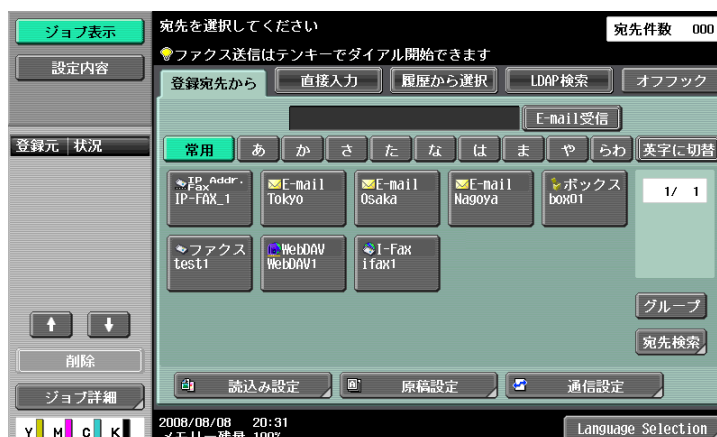 ジョブ表示
設定内容
宛先を選択してください
宛先件数 000
ファクス送信はテンキーでダイアル開始できます
登録宛先から 直接入力 履歴から選択 LDAP検索 オフフック
E-mail受信
登録元 状況
常用 あ か さ た な は ま や らわ 英字に切替
IP Addr. Fax
IP-FAX_1
E-mail
Tokyo
E-mail
Osaka
E-mail
Nagoya
ボックス
box01
1/ 1
ファクス
test1
WebDAV
WebDAV1
I-Fax
ifax1
グループ
宛先検索
削除
ジョブ詳細
読込み設定 原稿設定 通信設定
Y M C K
2008/08/08 20:31
メモリー残量 100%
Language Selection